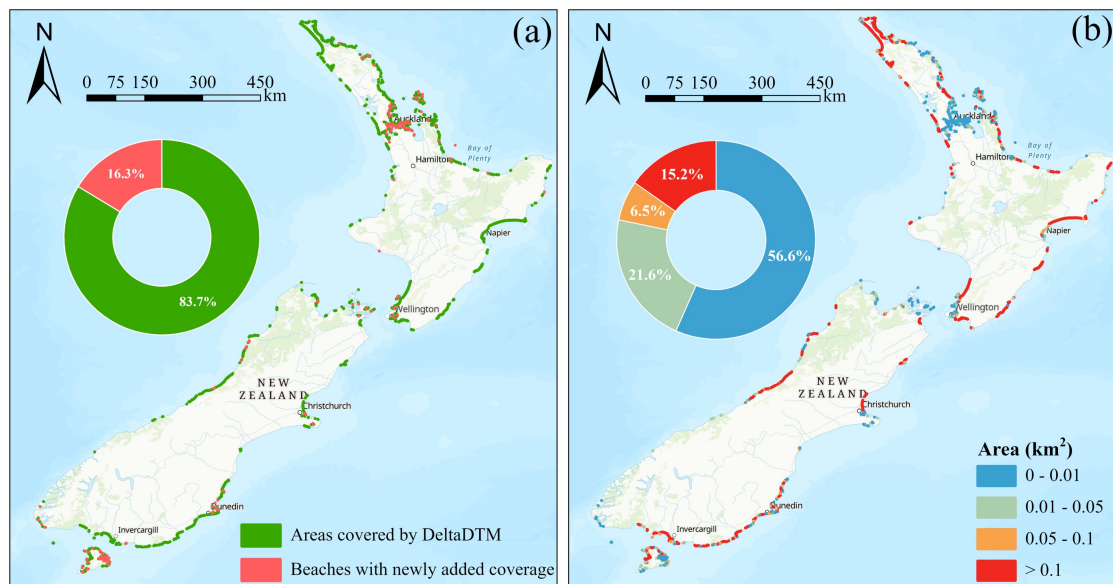 (a)
N
0 75 150 300 450
km
Auckland
Bay of
Plenty
Hamilton
16.3%
83.7%
Napier
Wellington
NEW
ZEALAND
Christchurch
Dunedin
Invercargill
Areas covered by DeltaDTM
Beaches with newly added coverage
(b)
N
0 75 150 300 450
km
Auckland
Bay of
Plenty
Hamilton
15.2%
6.5%
21.6%
56.6%
Napier
Wellington
NEW
ZEALAND
Christchurch
Dunedin
Invercargill
Area (km²)
0 - 0.01
0.01 - 0.05
0.05 - 0.1
> 0.1